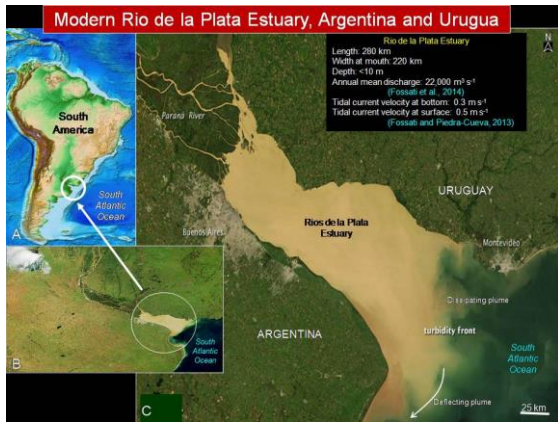 Modern Rio de la Plata Estuary, Argentina and Urugua
Rio de la Plata Estuary
Length: 280 km
Width at mouth: 220 km
Depth: <10 m
Annual mean discharge: 22,000 m³ s⁻¹
(Fossati et al., 2014)
Tidal current velocity at bottom: 0.3 m s⁻¹
Tidal current velocity at surface: 0.5 m s⁻¹
(Fossati and Piedra-Cueva, 2013)
N
South
America
South
Atlantic
Ocean
A
Paraná River
URUGUAY
Buenos Aires
Rios de la Plata
Estuary
Montevideo
Dissipating plume
turbidity front
ARGENTINA
South
Atlantic
Ocean
South
Atlantic
Ocean
B
Deflecting plume
C
25 km